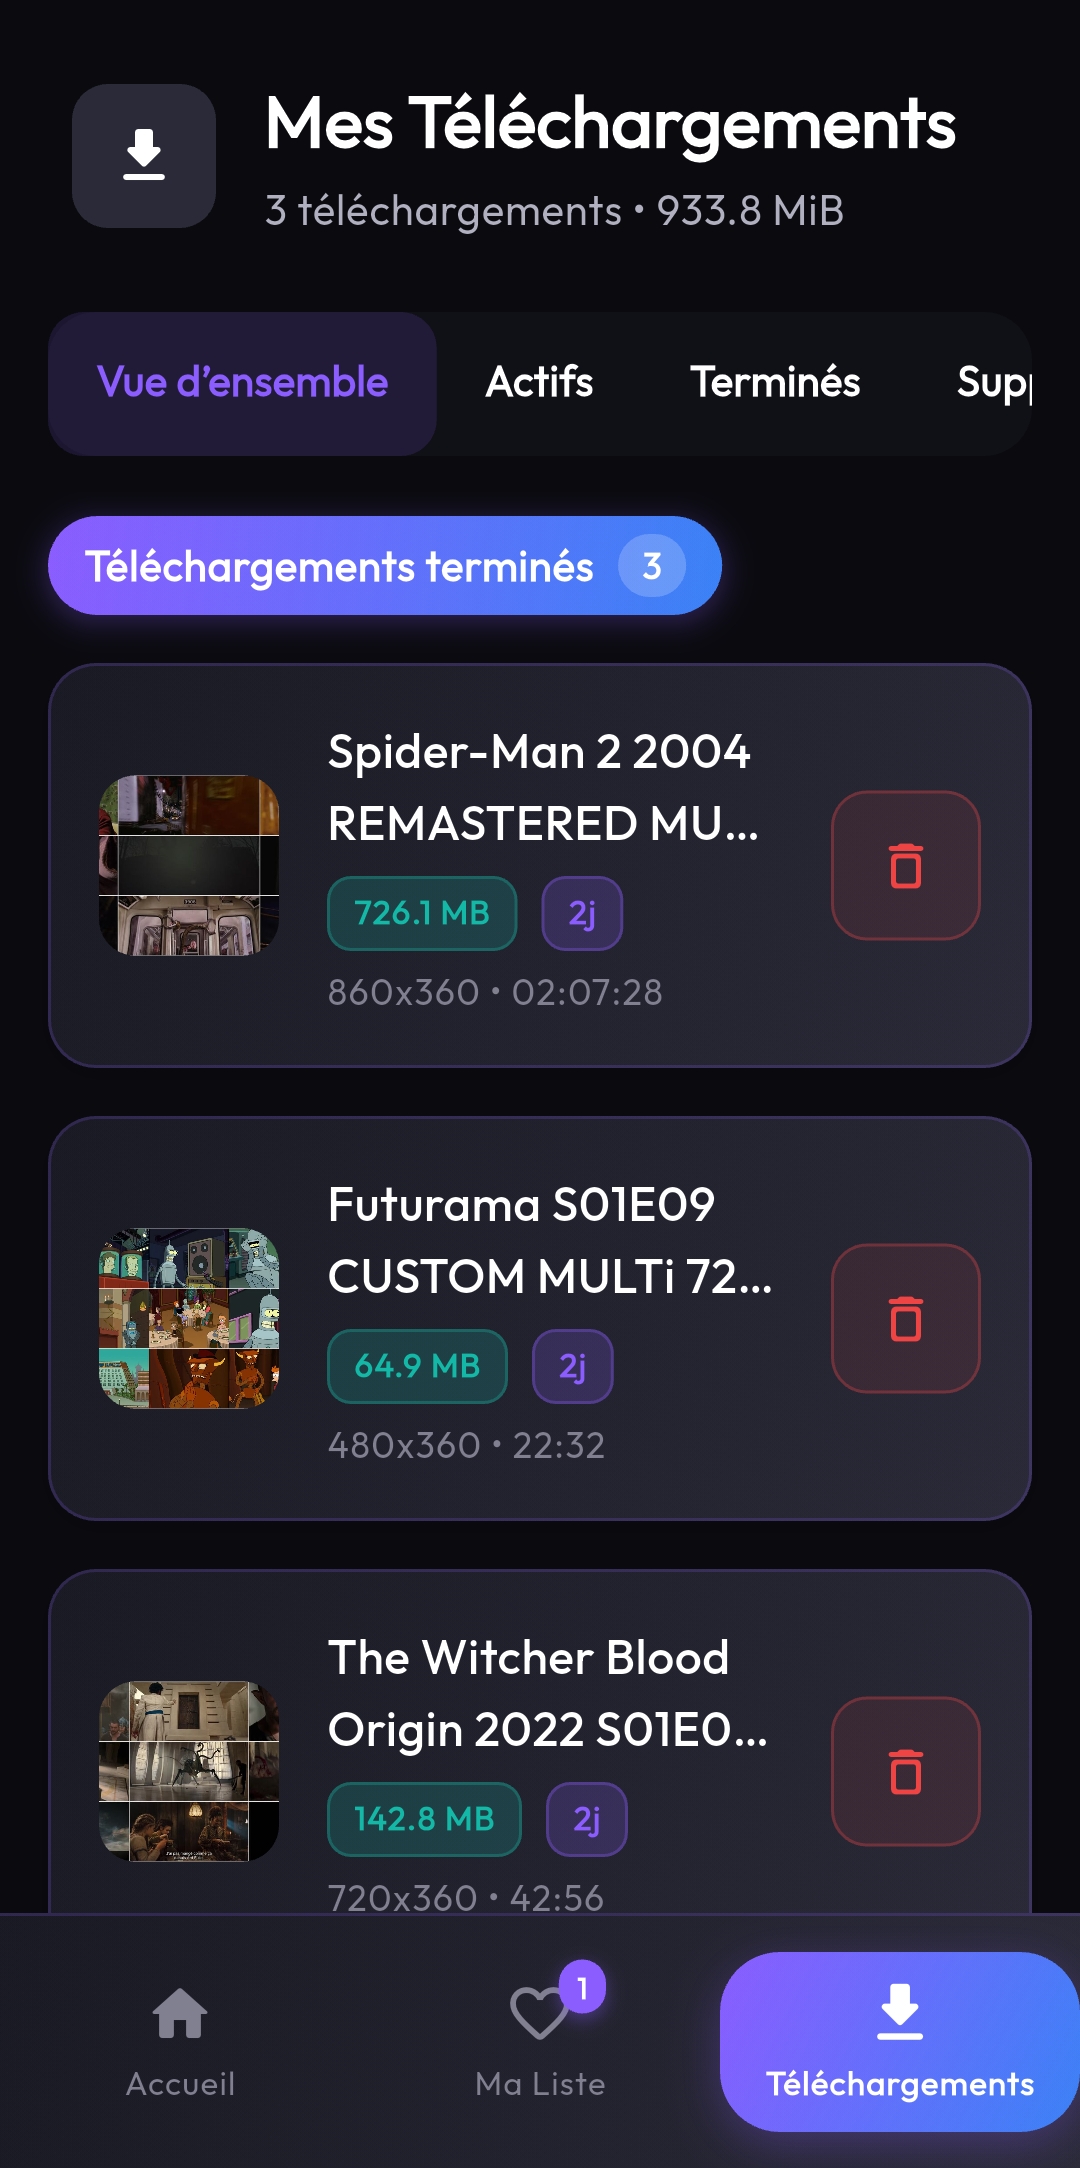 Mes Téléchargements
3 téléchargements • 933.8 MiB
Vue d’ensemble Actifs Terminés Supp
Téléchargements terminés 3
Spider-Man 2 2004
REMASTERED MU...
726.1 MB 2j
860x360 • 02:07:28
Futurama S01E09
CUSTOM MULTi 72...
64.9 MB 2j
480x360 • 22:32
The Witcher Blood
Origin 2022 S01E0...
142.8 MB 2j
720x360 • 42:56
1
Accueil Ma Liste Téléchargements